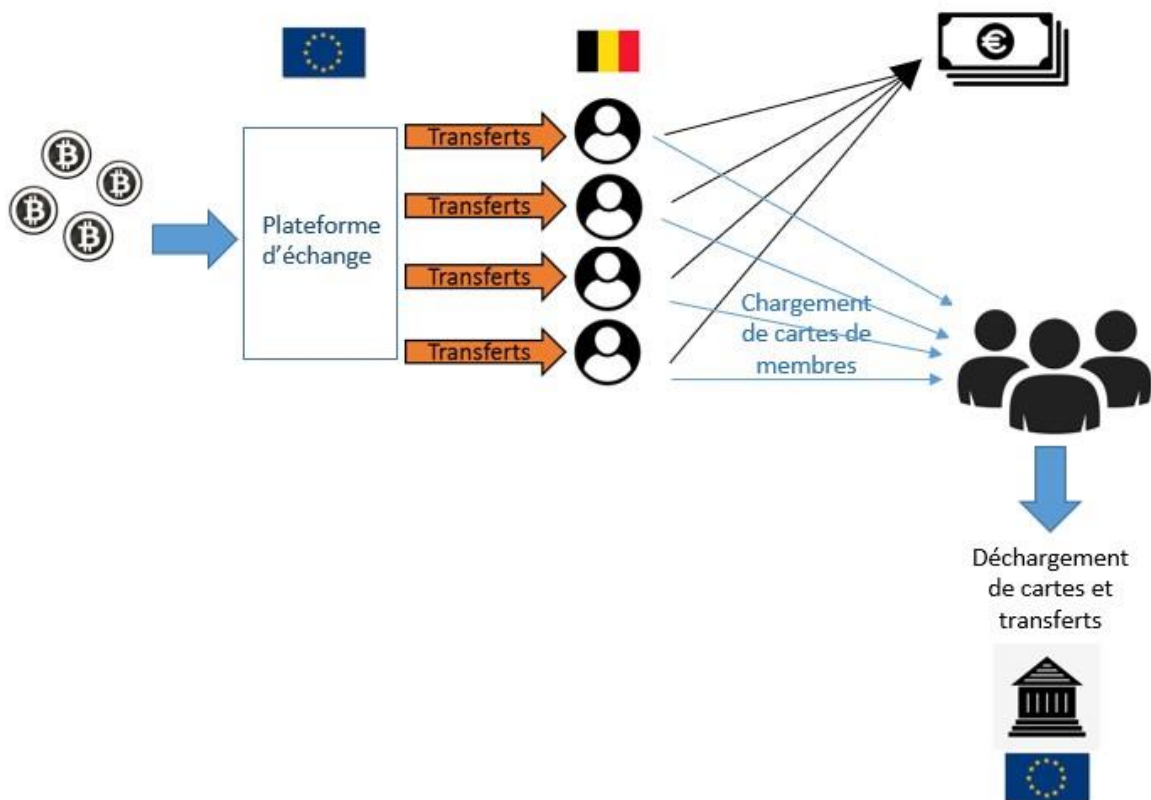 Transferts
Transferts
Transferts
Transferts
Plateforme
d'échange
Chargement
de cartes de
membres
Déchargement
de cartes et
transferts